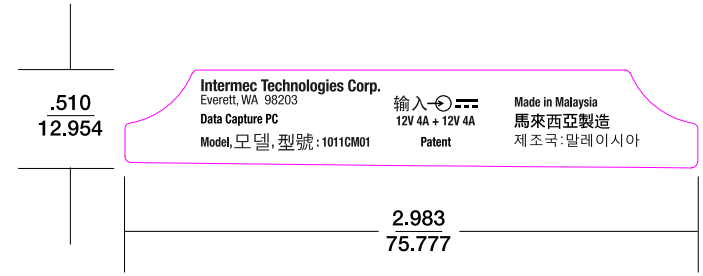 .510
12.954
Intermec Technologies Corp.
Everett, WA  98203
Data Capture PC
Model, 모델, 型號 : 1011CM01
输入
12V 4A + 12V 4A
Patent
Made in Malaysia
馬來西亞製造
제조국:말레이시아
2.983
75.777